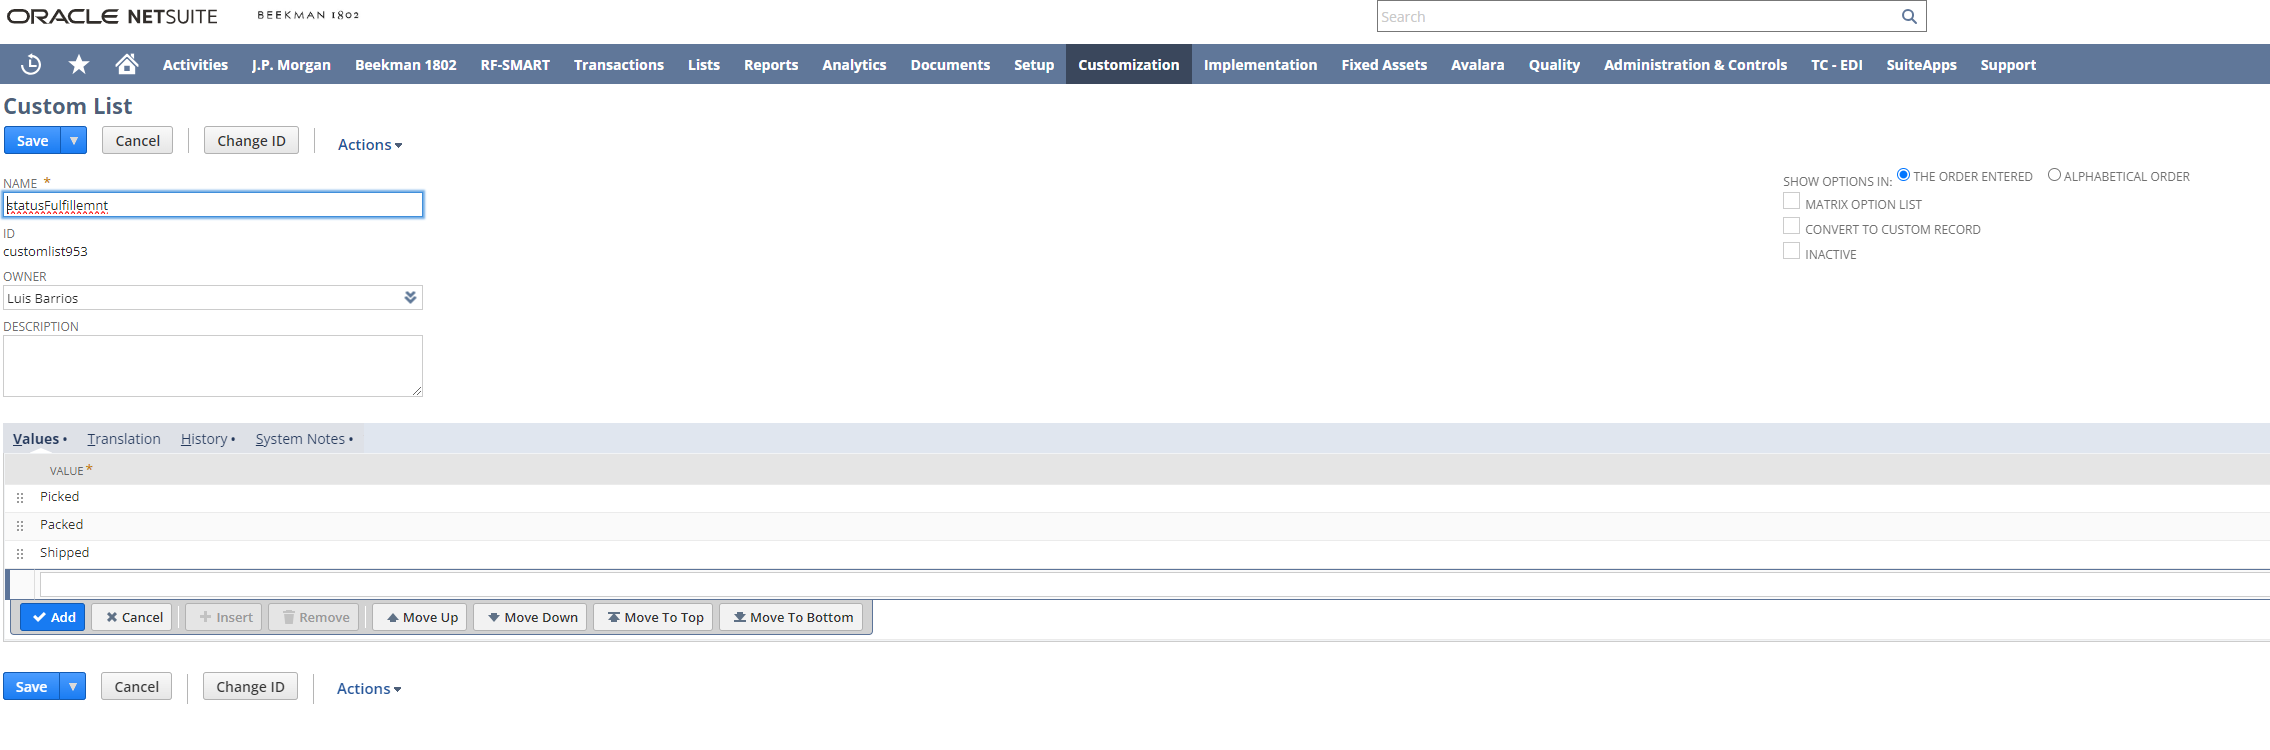 ORACLE NETSUITE BEEKMAN 1802 Search
Activities J.P. Morgan Beekman 1802 RF-SMART Transactions Lists Reports Analytics Documents Setup Customization Implementation Fixed Assets Avalara Quality Administration & Controls TC - EDI SuiteApps Support
Custom List
Save Cancel Change ID Actions
NAME *
statusFulfillemnt
ID
customlist953
OWNER
Luis Barrios
DESCRIPTION
SHOW OPTIONS IN: THE ORDER ENTERED ALPHABETICAL ORDER
MATRIX OPTION LIST
CONVERT TO CUSTOM RECORD
INACTIVE
Values • Translation History • System Notes •
VALUE *
Picked
Packed
Shipped
Add Cancel Insert Remove Move Up Move Down Move To Top Move To Bottom
Save Cancel Change ID Actions